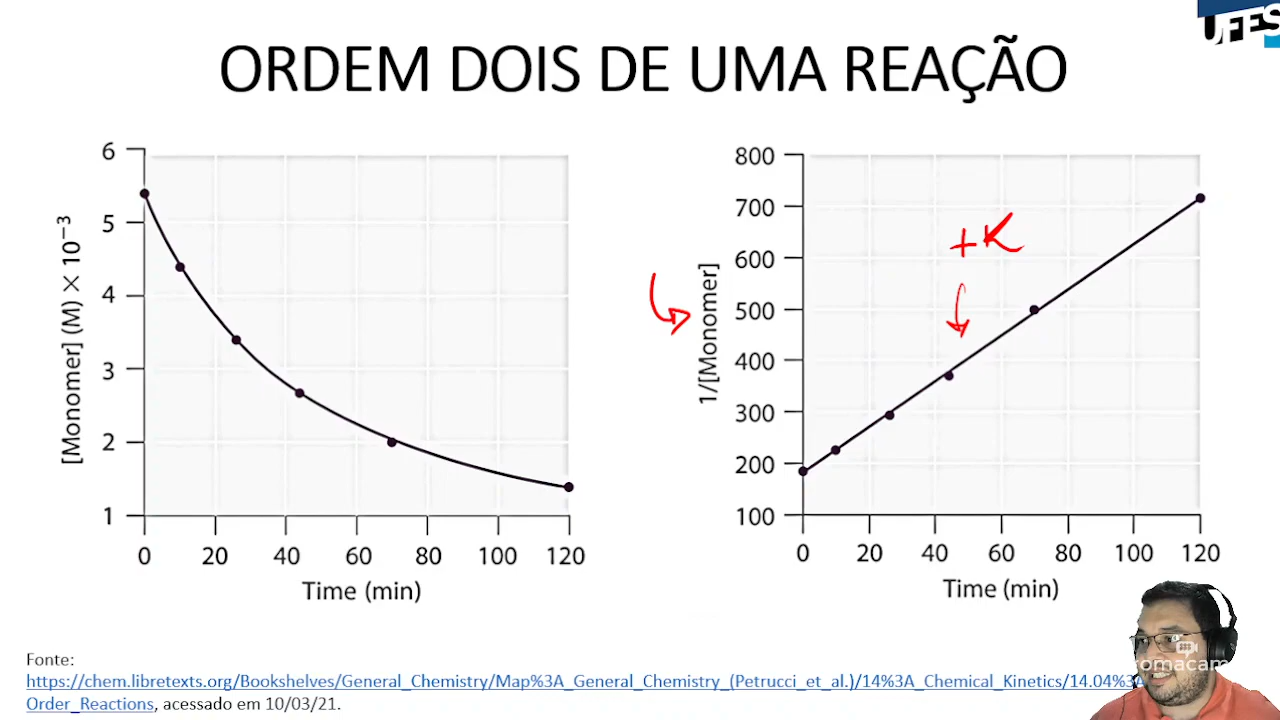 UFES
ORDEM DOIS DE UMA REAÇÃO
6
5
4
3
2
1
[Monomer] (M) × 10⁻³
0 20 40 60 80 100 120
Time (min)
800
700
600
500
400
300
200
100
1/[Monomer]
+K
0 20 40 60 80 100 120
Time (min)
Fonte:
https://chem.libretexts.org/Bookshelves/General_Chemistry/Map%3A_General_Chemistry_(Petrucci_et_al.)/14%3A_Chemical_Kinetics/14.04%3A
Order_Reactions, acessado em 10/03/21.